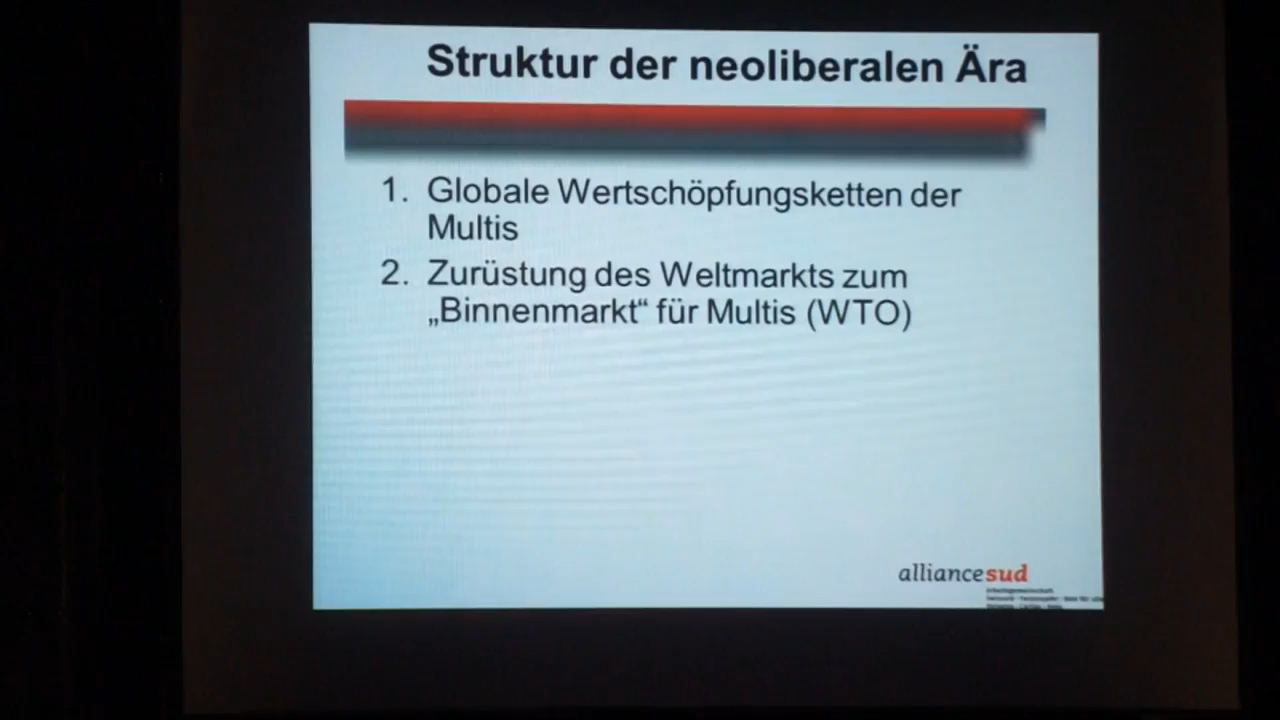 Struktur der neoliberalen Ära
1. Globale Wertschöpfungsketten der
Multis
2. Zurüstung des Weltmarkts zum
„Binnenmarkt“ für Multis (WTO)
alliancesud
Arbeitsgemeinschaft